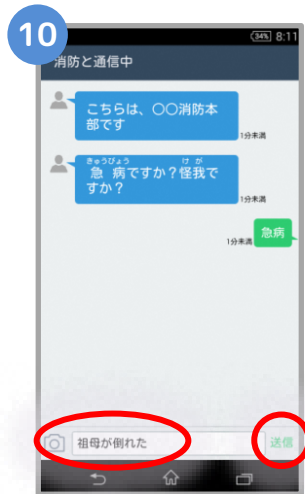 10
34% 8:11
消防と通信中
こちらは、〇〇消防本
部です
1分未満
きゅうびょう けが
急病ですか?怪我で
すか?
1分未満
急病
1分未満
祖母が倒れた
送信